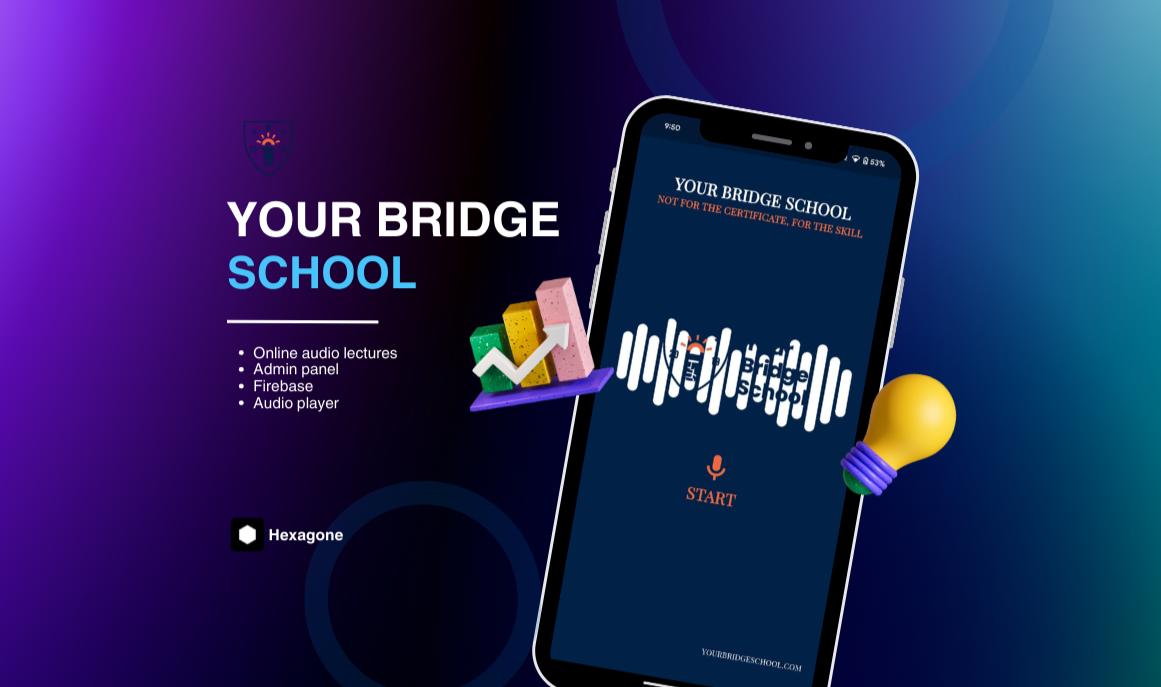 YOUR BRIDGE
SCHOOL
• Online audio lectures
• Admin panel
• Firebase
• Audio player
Hexagone
9:50
53%
YOUR BRIDGE SCHOOL
NOT FOR THE CERTIFICATE, FOR THE SKILL
Bridge
School
START
YOURBRIDGESCHOOL.COM